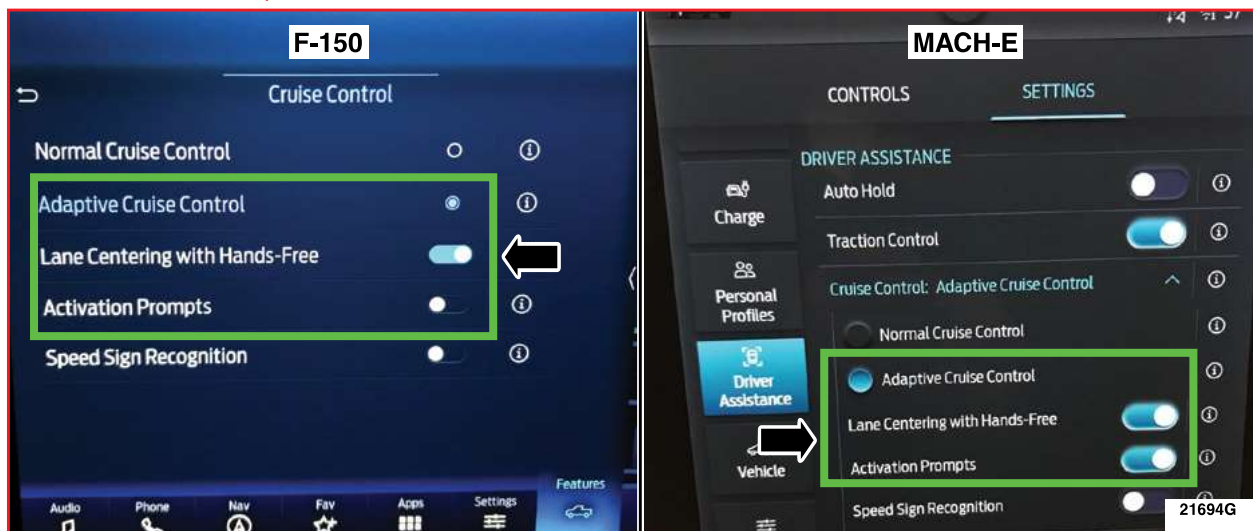 F-150
Cruise Control
Normal Cruise Control
Adaptive Cruise Control
Lane Centering with Hands-Free
Activation Prompts
Speed Sign Recognition
Features
Audio Phone Nav Fav Apps Settings
MACH-E
CONTROLS SETTINGS
Charge
Personal
Profiles
Driver
Assistance
Vehicle
DRIVER ASSISTANCE
Auto Hold
Traction Control
Cruise Control: Adaptive Cruise Control
Normal Cruise Control
Adaptive Cruise Control
Lane Centering with Hands-Free
Activation Prompts
Speed Sign Recognition
21694G